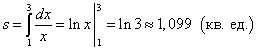 s = ∫₁³ dx/x = ln x |₁³ = ln 3 ≈ 1,099 (кв. ед.)